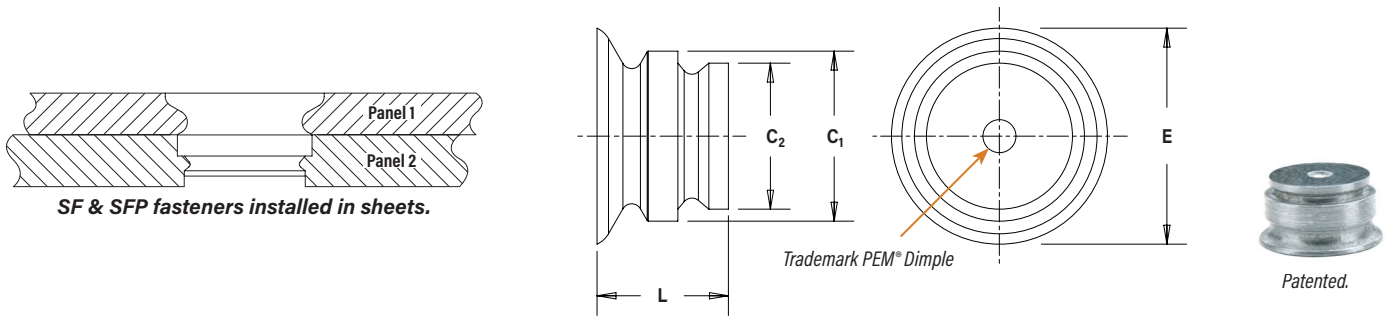 Panel 1
Panel 2
SF & SFP fasteners installed in sheets.
C₂
C₁
E
L
Trademark PEM® Dimple
Patented.